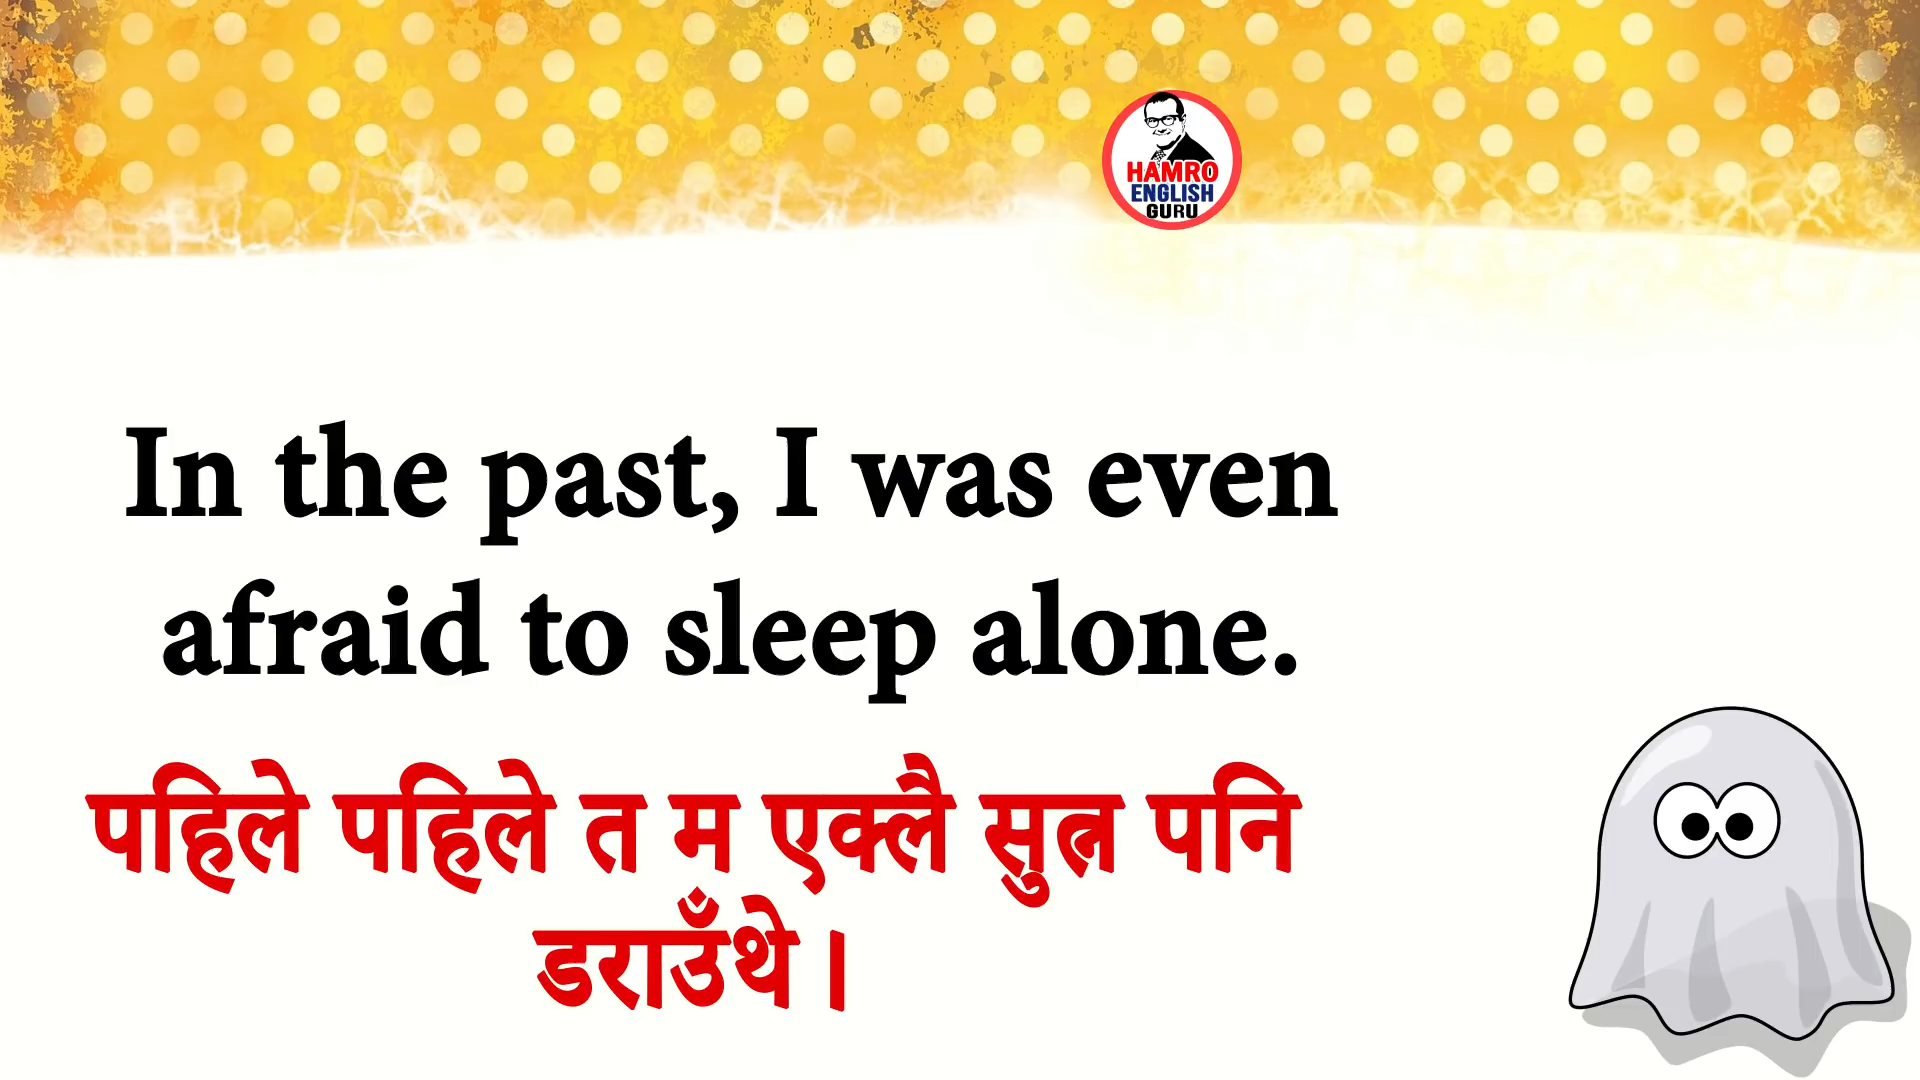 HAMRO
ENGLISH
GURU
In the past, I was even
afraid to sleep alone.
पहिले पहिले त म एक्लै सुत्न पनि
डराउँथे ।